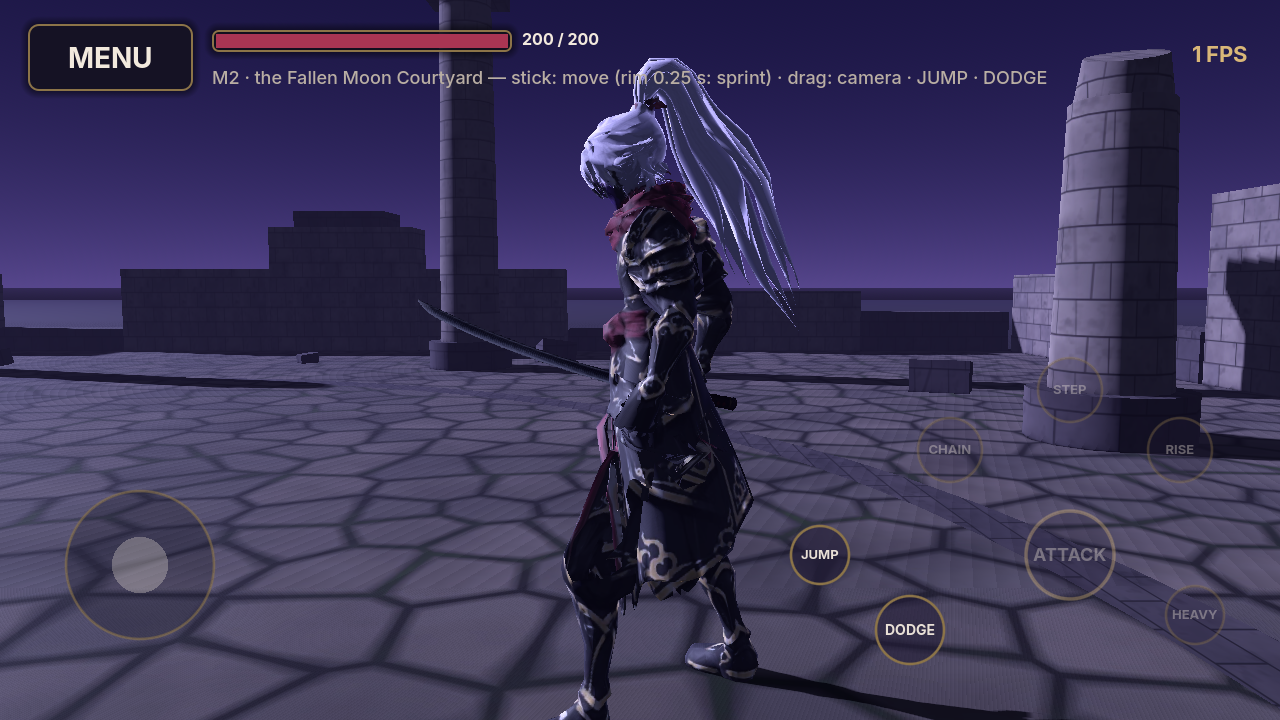 MENU
200 / 200
1 FPS
M2 · the Fallen Moon Courtyard — stick: move (rim 0.25 s: sprint) · drag: camera · JUMP · DODGE
STEP
CHAIN
RISE
JUMP
ATTACK
HEAVY
DODGE